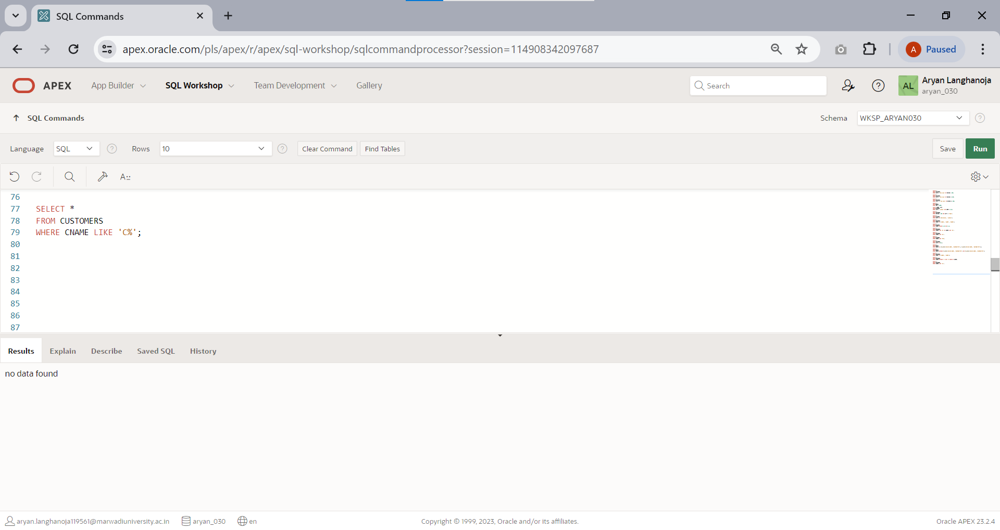 SQL Commands
apex.oracle.com/pls/apex/r/apex/sql-workshop/sqlcommandprocessor?session=114908342097687
A Paused
APEX App Builder SQL Workshop Team Development Gallery Search AL Aryan Langhanoja
aryan_030
SQL Commands Schema WKSP_ARYAN030
Language SQL Rows 10 Clear Command Find Tables Save Run
A
76
77 SELECT *
78 FROM CUSTOMERS
79 WHERE CNAME LIKE 'C%';
80
81
82
83
84
85
86
87
Results Explain Describe Saved SQL History
no data found
aryan.langhanoja119561@marwadiuniversity.ac.in aryan_030 en Copyright © 1999, 2023, Oracle and/or its affiliates. Oracle APEX 23.2.4